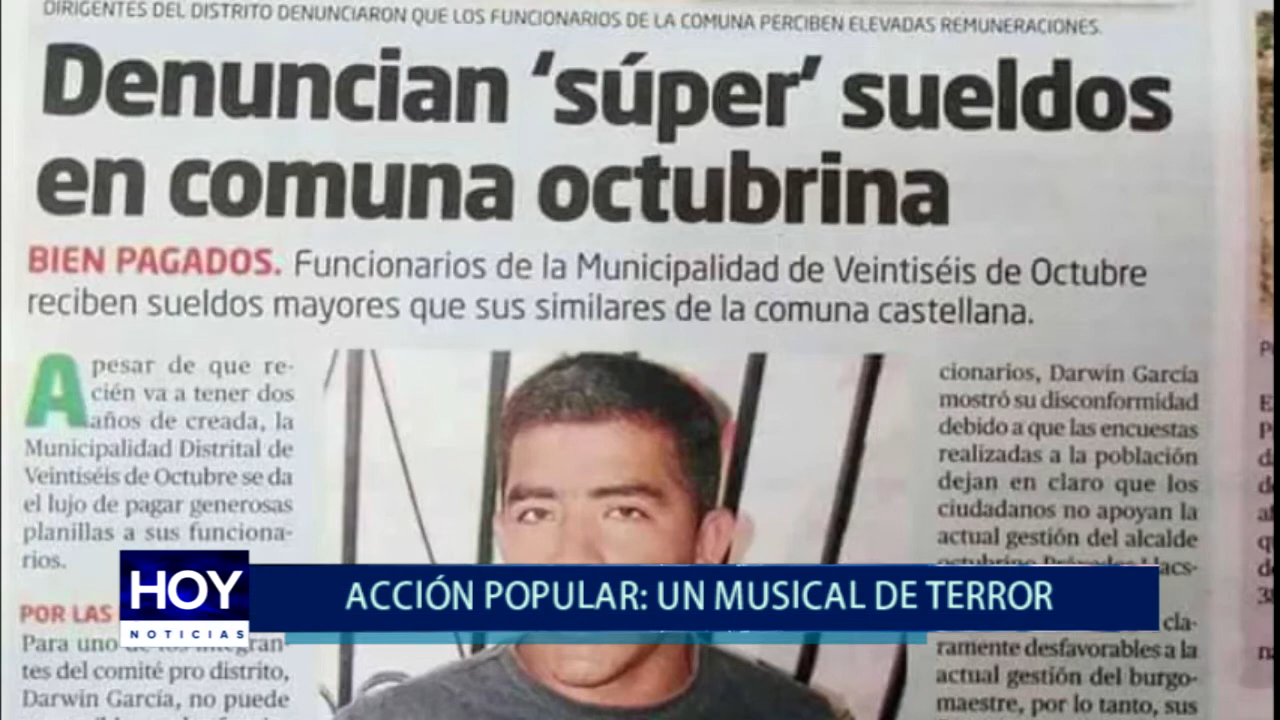 DIRIGENTES DEL DISTRITO DENUNCIARON QUE LOS FUNCIONARIOS DE LA COMUNA PERCIBEN ELEVADAS REMUNERACIONES.
Denuncian ‘súper’ sueldos
en comuna octubrina
BIEN PAGADOS. Funcionarios de la Municipalidad de Veintiséis de Octubre
reciben sueldos mayores que sus similares de la comuna castellana.
A pesar de que re-
cién va a tener dos
años de creada, la
Municipalidad Distrital de
Veintiséis de Octubre se da
el lujo de pagar generosas
planillas a sus funciona-
rios.
POR LAS
Para uno de los integran-
tes del comité pro distrito,
Darwin García, no puede
cionarios, Darwin García
mostró su disconformidad
debido a que las encuestas
realizadas a la población
dejan en claro que los
ciudadanos no apoyan la
actual gestión del alcalde
cla-
ramente desfavorables a la
actual gestión del burgo-
maestre, por lo tanto, sus
HOY
NOTICIAS
ACCIÓN POPULAR: UN MUSICAL DE TERROR